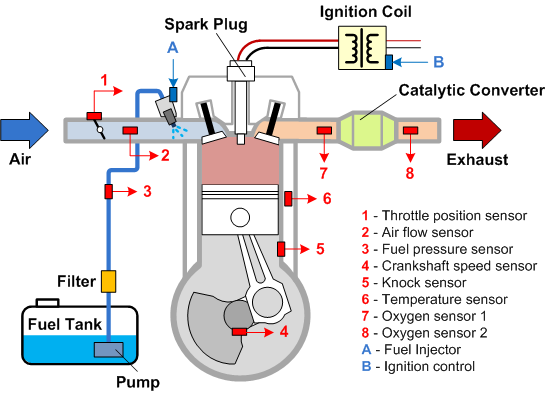 Ignition Coil
Spark Plug
A
B
Catalytic Converter
1
Air
2
7
8
Exhaust
3
6
5
4
Filter
Fuel Tank
Pump
1 - Throttle position sensor
2 - Air flow sensor
3 - Fuel pressure sensor
4 - Crankshaft speed sensor
5 - Knock sensor
6 - Temperature sensor
7 - Oxygen sensor 1
8 - Oxygen sensor 2
A - Fuel Injector
B - Ignition control